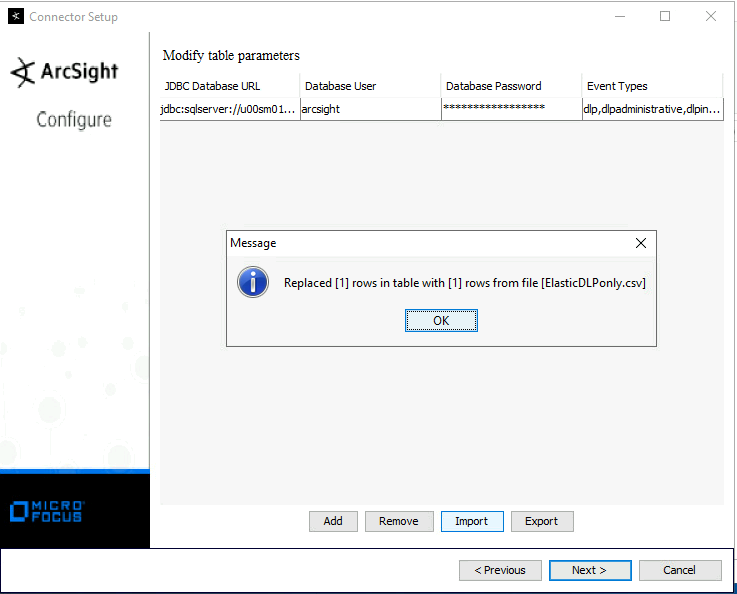 Connector Setup
ArcSight
Configure
Modify table parameters
JDBC Database URL Database User Database Password Event Types
jdbc:sqlserver://u00sm01... arcsight ***************** dlp,dlpadministrative,dlpin...
Message
Replaced [1] rows in table with [1] rows from file [ElasticDLPonly.csv]
OK
MICRO
FOCUS
Add Remove Import Export
< Previous Next > Cancel